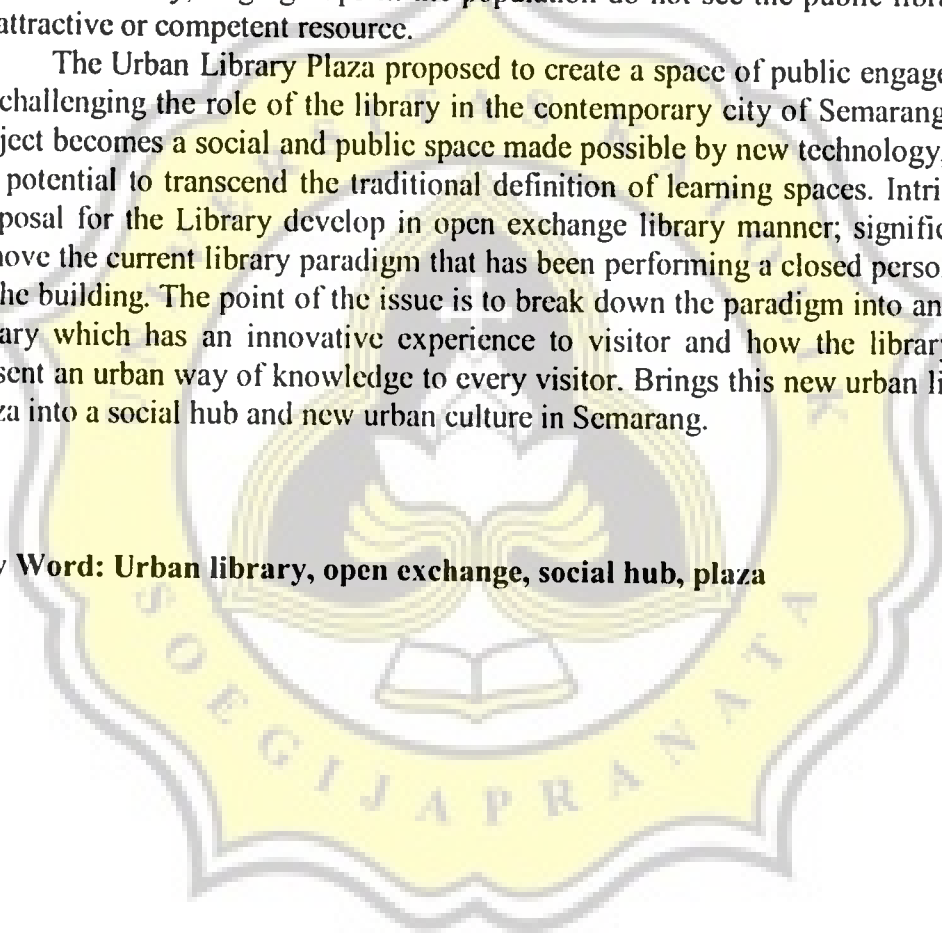 attractive or competent resource.
The Urban Library Plaza proposed to create a space of public engage
challenging the role of the library in the contemporary city of Semarang
ject becomes a social and public space made possible by new technology,
potential to transcend the traditional definition of learning spaces. Intri
posal for the Library develop in open exchange library manner; signific
ove the current library paradigm that has been performing a closed perso
he building. The point of the issue is to break down the paradigm into an
ary which has an innovative experience to visitor and how the library
sent an urban way of knowledge to every visitor. Brings this new urban li
za into a social hub and new urban culture in Semarang.
Word: Urban library, open exchange, social hub, plaza
SOEGIJAPRANATA